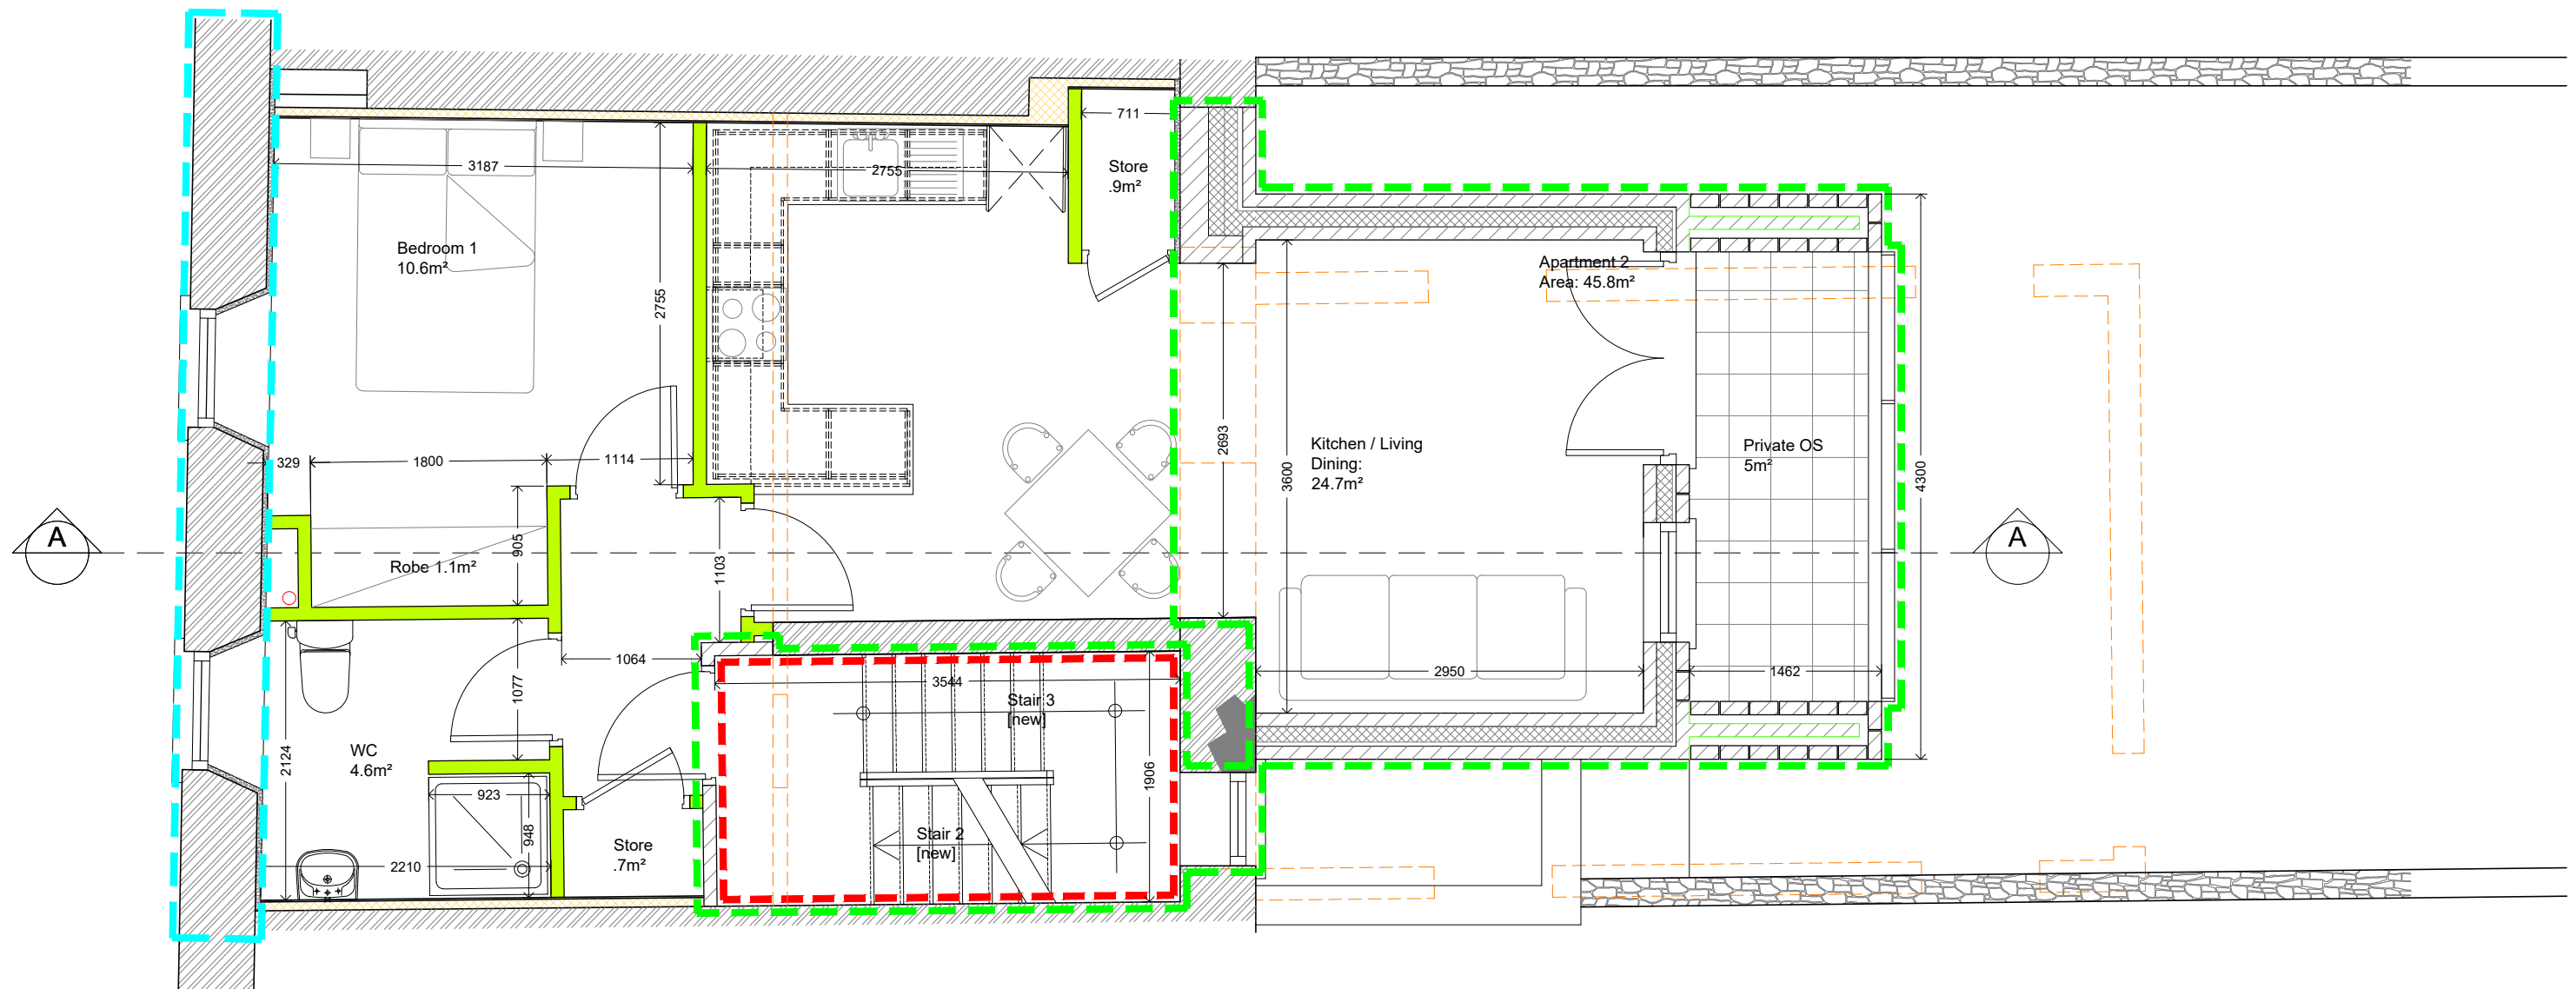 711
3187
2755
Store
.9m²
Bedroom 1
10.6m²
2755
Apartment 2
Area: 45.8m²
2693
3600
Kitchen / Living
Dining:
24.7m²
Private OS
5m²
4300
329
1800
1114
A
905
Robe 1.1m²
1103
A
1064
1077
3544
Stair 3
[new]
2950
1462
WC
4.6m²
2124
923
948
2210
Store
.7m²
Stair 2
[new]
1906